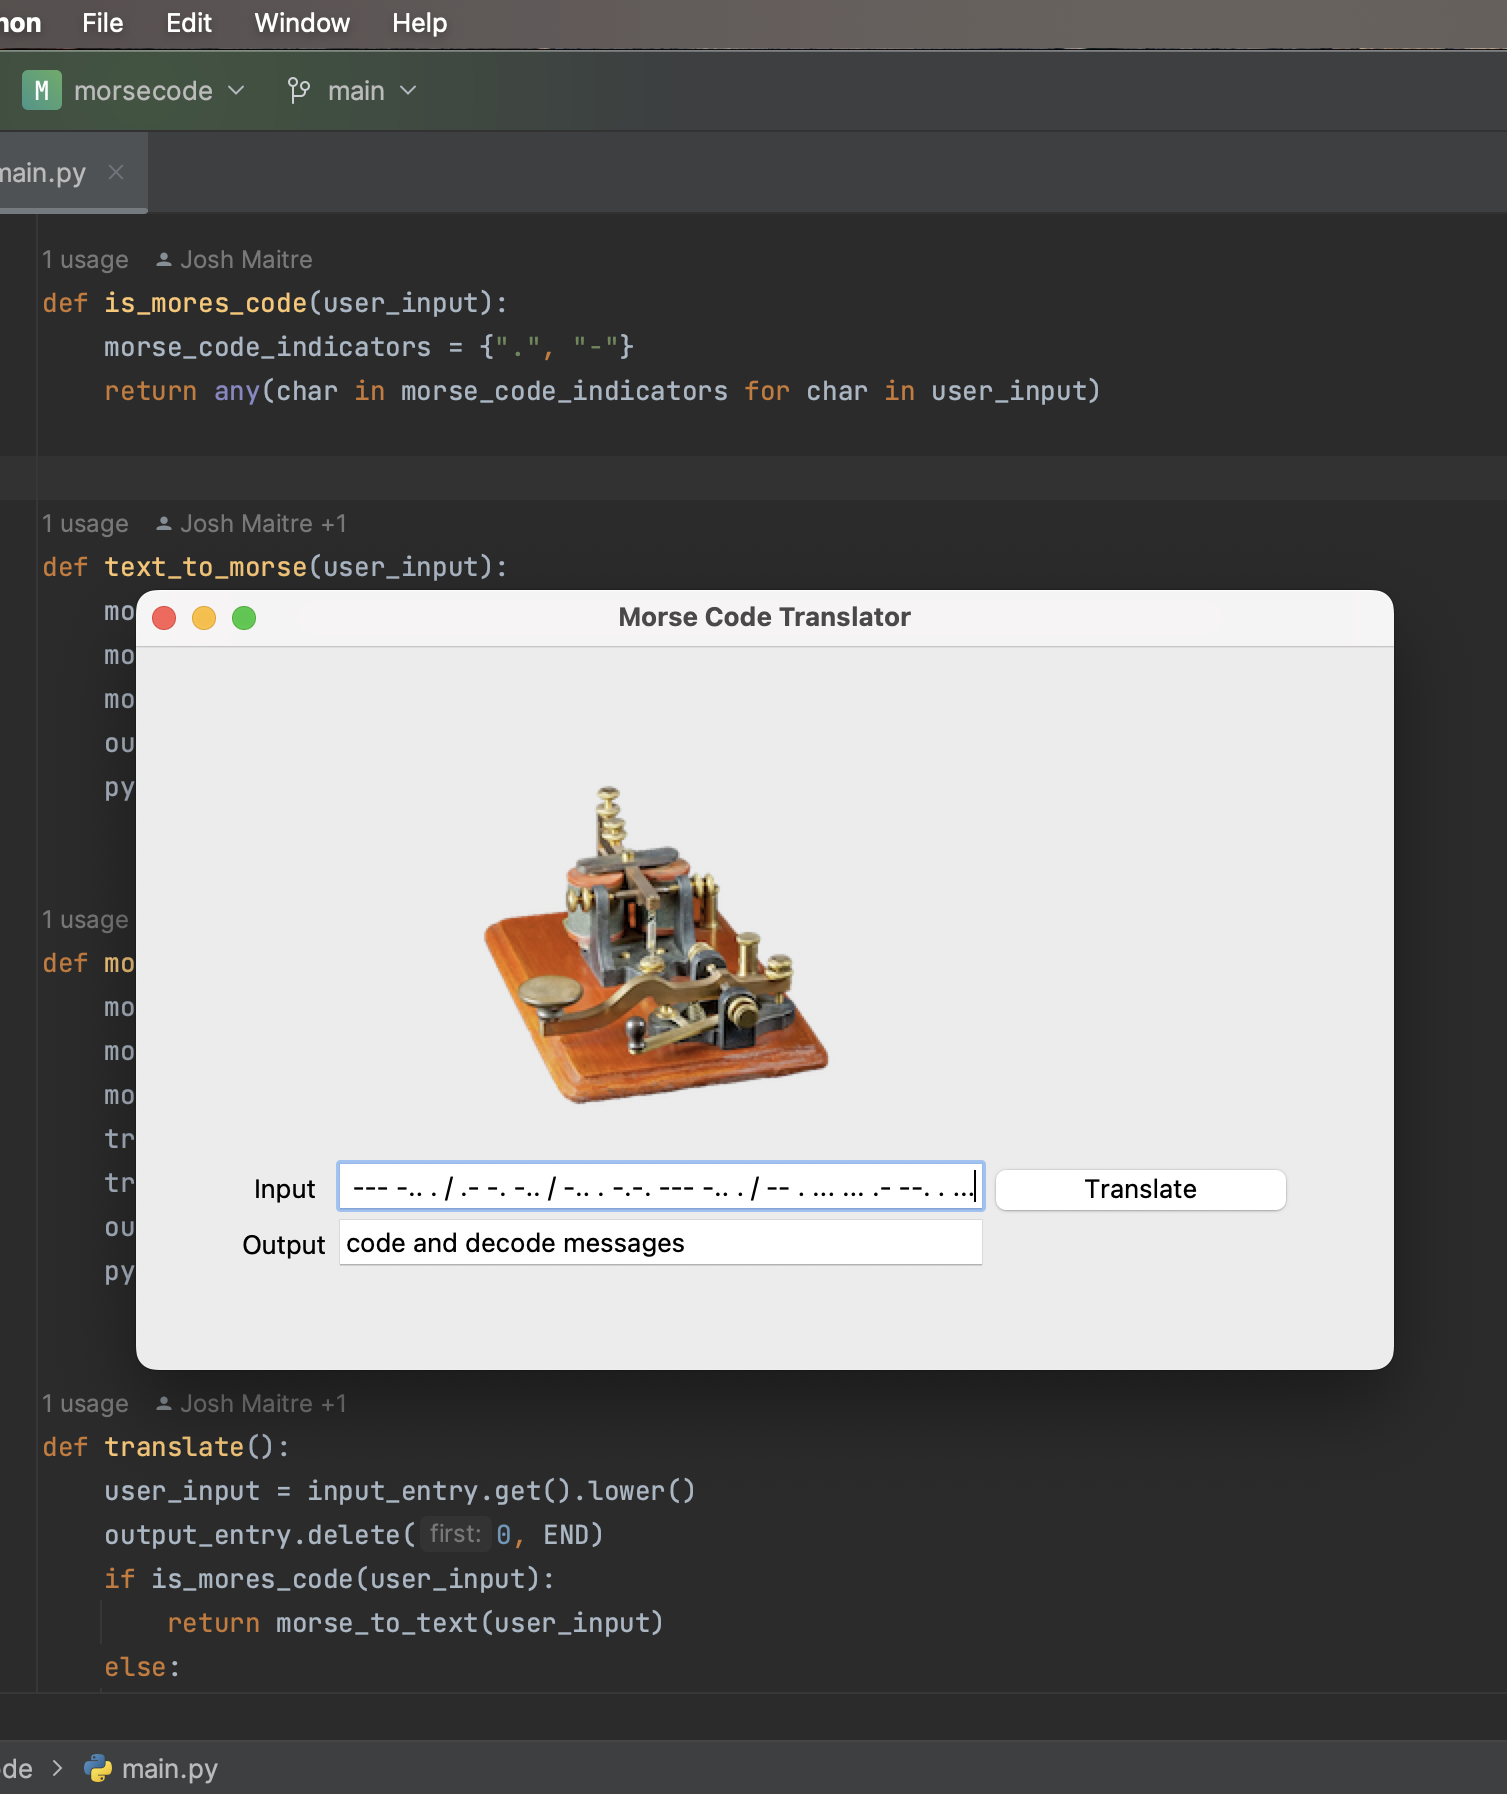 File Edit Window Help
M morsecode main
main.py
1 usage Josh Maitre
def is_mores_code(user_input):
morse_code_indicators = {".", "-"}
return any(char in morse_code_indicators for char in user_input)
1 usage Josh Maitre +1
def text_to_morse(user_input):
mo
mo
mo
ou
py
1 usage
def mo
mo
mo
mo
tr
tr
ou
py
Morse Code Translator
Input --- -.. . / .- -. -.. / -.. . -.-. --- -.. . / -- . ... ... .- --. . ... Translate
Output code and decode messages
1 usage Josh Maitre +1
def translate():
user_input = input_entry.get().lower()
output_entry.delete(first: 0, END)
if is_mores_code(user_input):
return morse_to_text(user_input)
else:
de > main.py